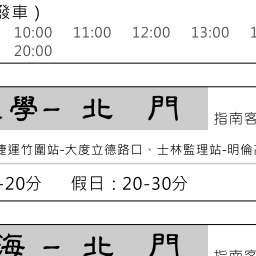 發車）
10:00 11:00 12:00 13:00
20:00
學－北 門 指南客
捷運竹圍站-大度立德路口、士林監理站-明倫高
-20分 假日：20-30分
海－北 門 指南客